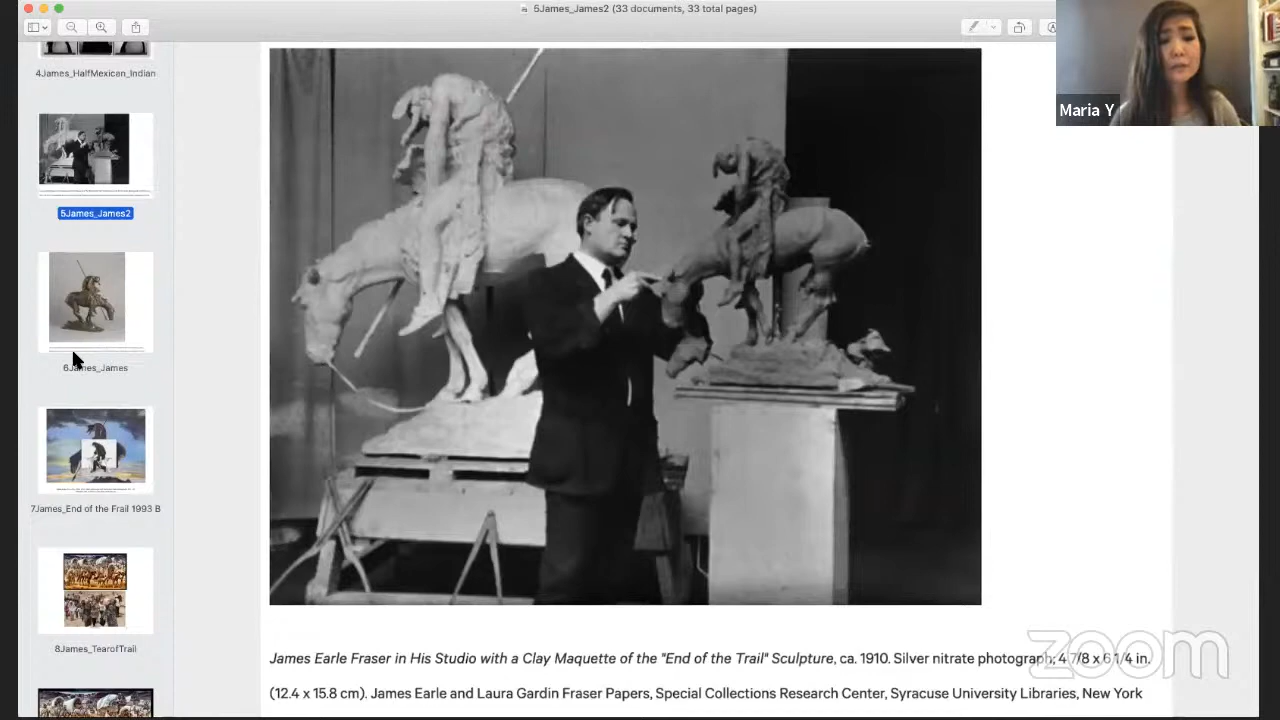 5James_James2 (33 documents, 33 total pages)
Maria Y
4James_HalfMexican_Indian
5James_James2
6James_James
7James_End of the Frail 1993 B
8James_TearofTrail
James Earle Fraser in His Studio with a Clay Maquette of the "End of the Trail" Sculpture, ca. 1910. Silver nitrate photograph; 4 7/8 x 6 1/4 in.
(12.4 x 15.8 cm). James Earle and Laura Gardin Fraser Papers, Special Collections Research Center, Syracuse University Libraries, New York
zoom